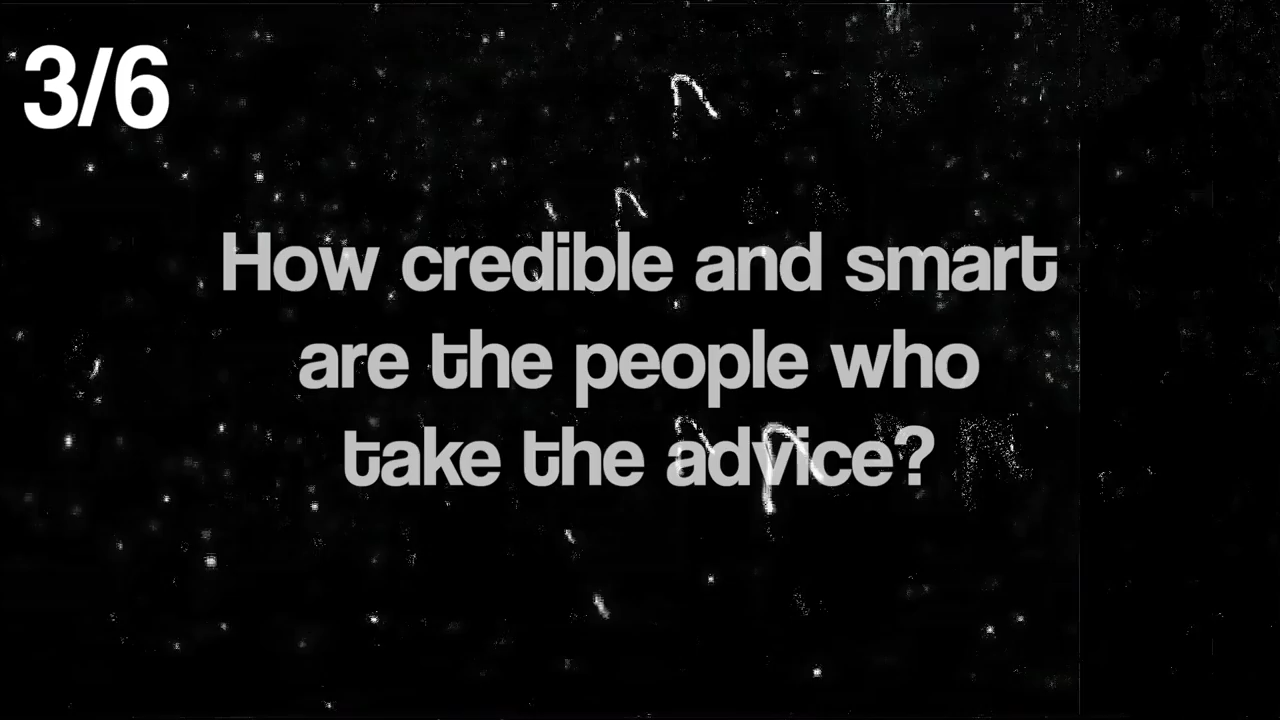 3/6
How credible and smart
are the people who
take the advice?